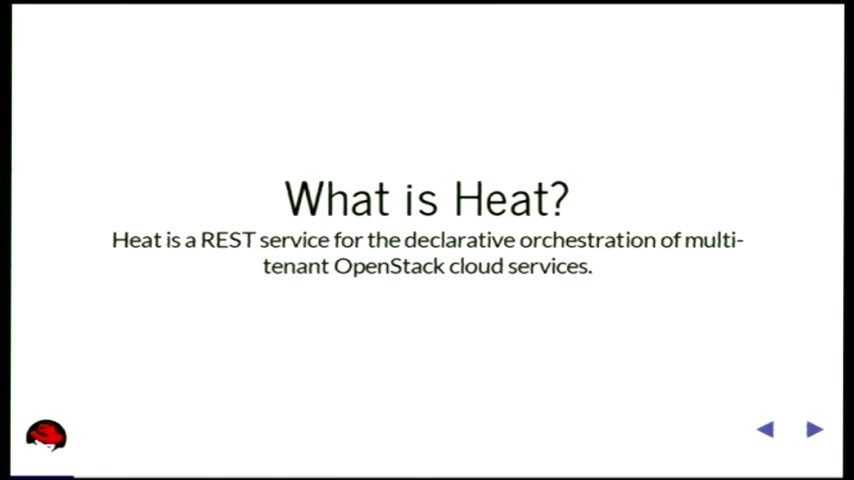 What is Heat?
Heat is a REST service for the declarative orchestration of multi-
tenant OpenStack cloud services.